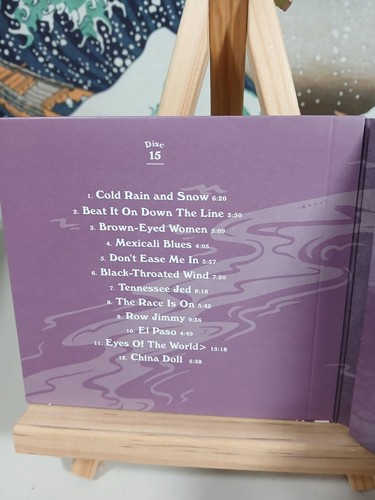 Disc
15
1. Cold Rain and Snow 6:20
2. Beat It On Down The Line 3:50
3. Brown-Eyed Women 5:09
4. Mexicali Blues 4:05
5. Don't Ease Me In 3:57
6. Black-Throated Wind 7:20
7. Tennessee Jed 8:18
8. The Race Is On 3:42
9. Row Jimmy 9:36
10. El Paso 4:49
11. Eyes Of The World> 15:18
12. China Doll 5:38